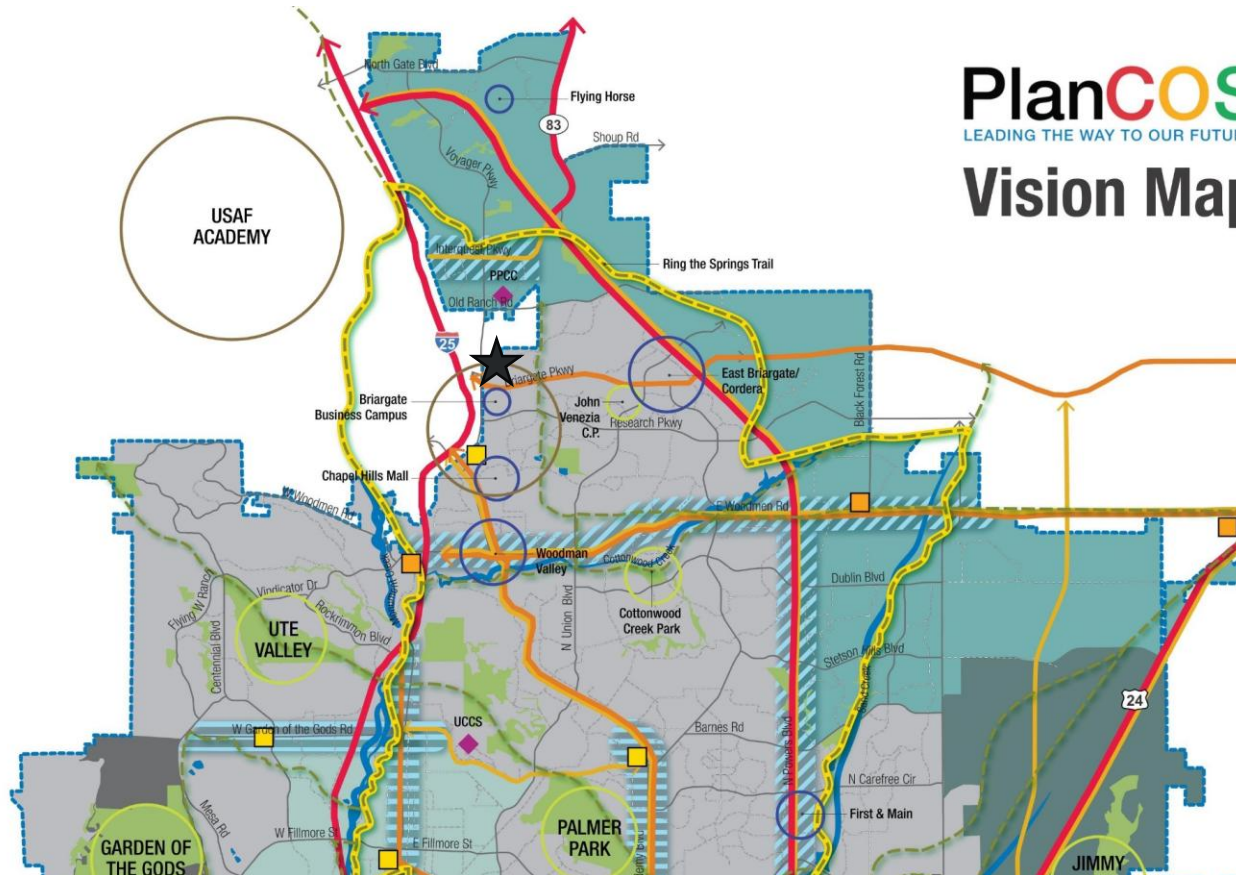 PlanCOS
LEADING THE WAY TO OUR FUTUR
Vision Map
North Gate Blvd
Flying Horse
83
Shoup Rd
Voyager Pkwy
USAF
ACADEMY
Interquest Pkwy
Ring the Springs Trail
PPCC
Old Ranch Rd
25
Briargate Pkwy
East Briargate/
Cordera
Black Forest Rd
Briargate
Business Campus
John
Venezia
C.P.
Research Pkwy
Chapel Hills Mall
W Woodmen Rd
E Woodmen Rd
Woodman
Valley
Cottonwood Creek
Dublin Blvd
Vindicator Dr
Flying W Ranch
Rockrimmon Blvd
N Union Blvd
Cottonwood
Creek Park
UTE
VALLEY
Centennial Blvd
Stetson Hills Blvd
Sand Creek
24
UCCS
W Garden of the Gods Rd
Barnes Rd
N Powers Blvd
N Carefree Cir
Mesa Rd
First & Main
W Fillmore St
E Fillmore St
PALMER
PARK
GARDEN OF
THE GODS
JIMMY